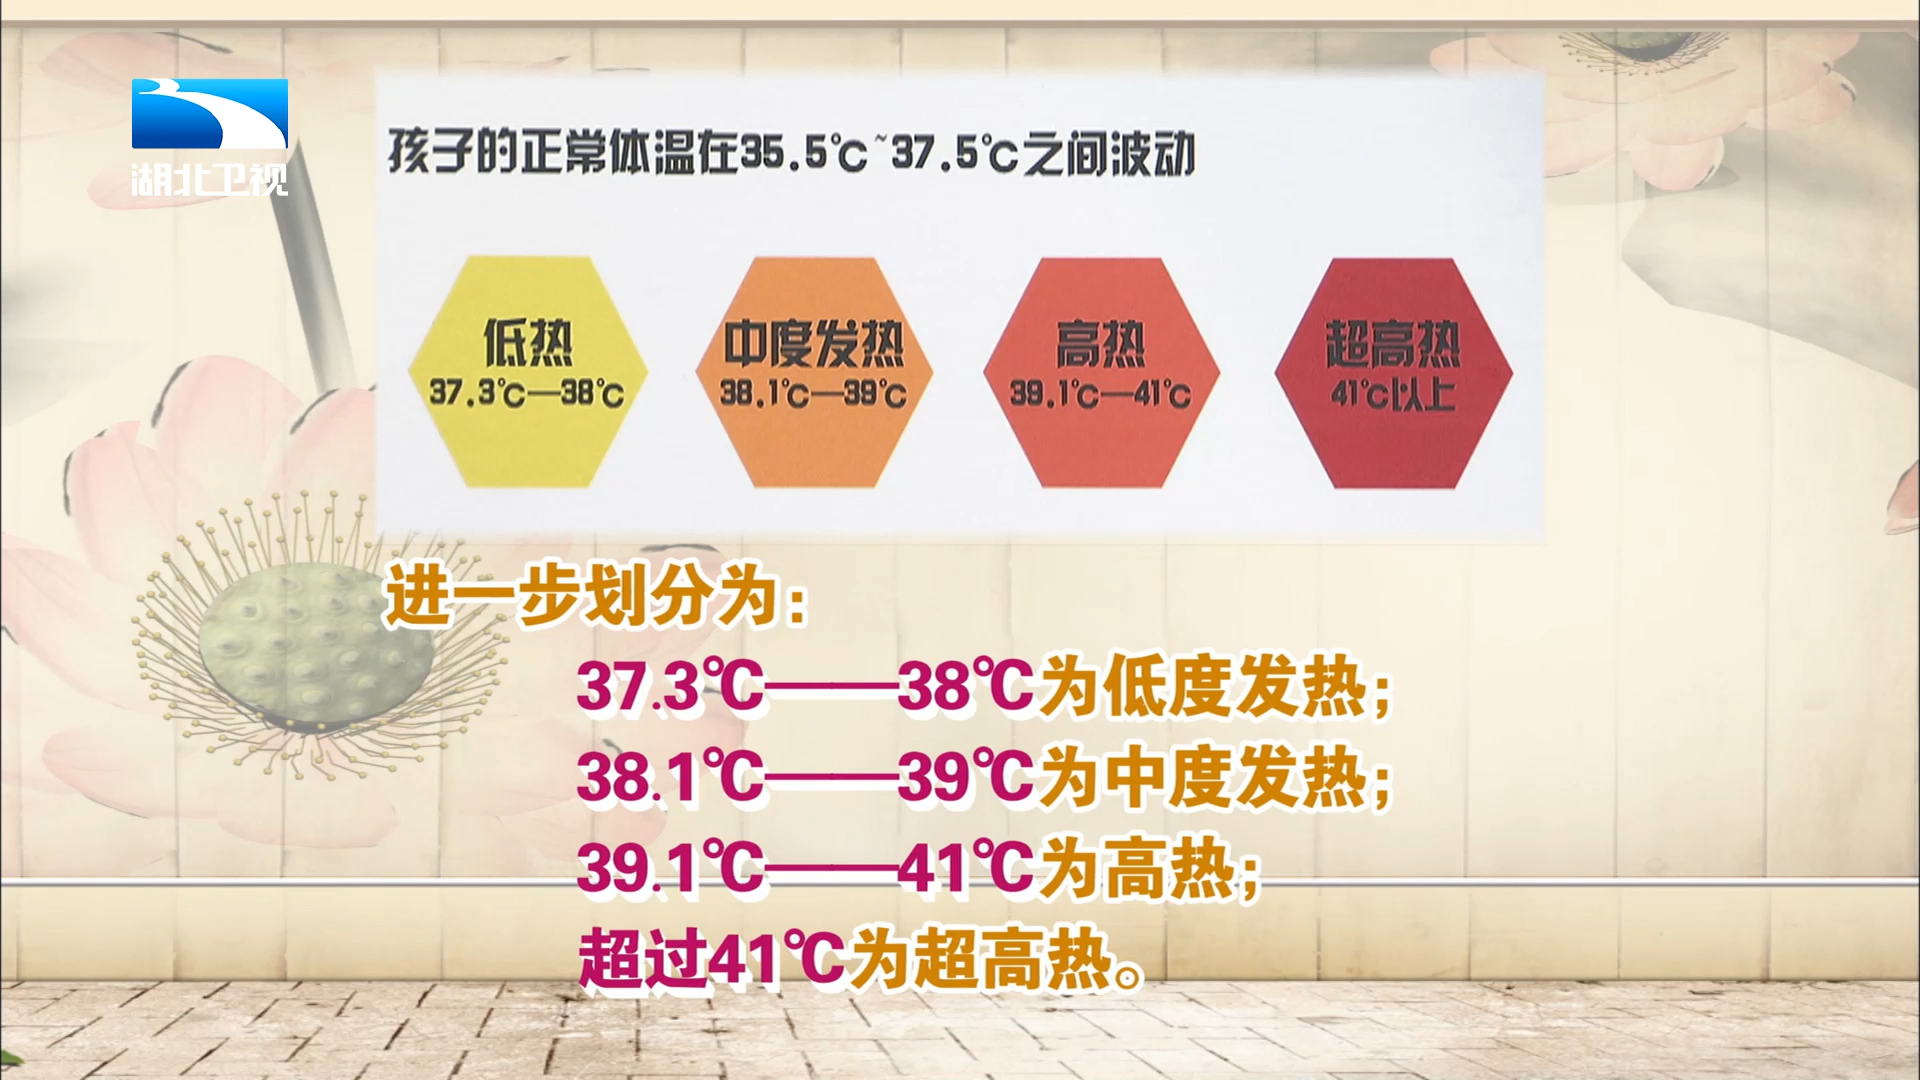 湖北卫视
孩子的正常体温在35.5℃~37.5℃之间波动
低热
37.3℃—38℃
中度发热
38.1℃—39℃
高热
39.1℃—41℃
超高热
41℃以上
进一步划分为：
37.3℃——38℃为低度发热；
38.1℃——39℃为中度发热；
39.1℃——41℃为高热；
超过41℃为超高热。